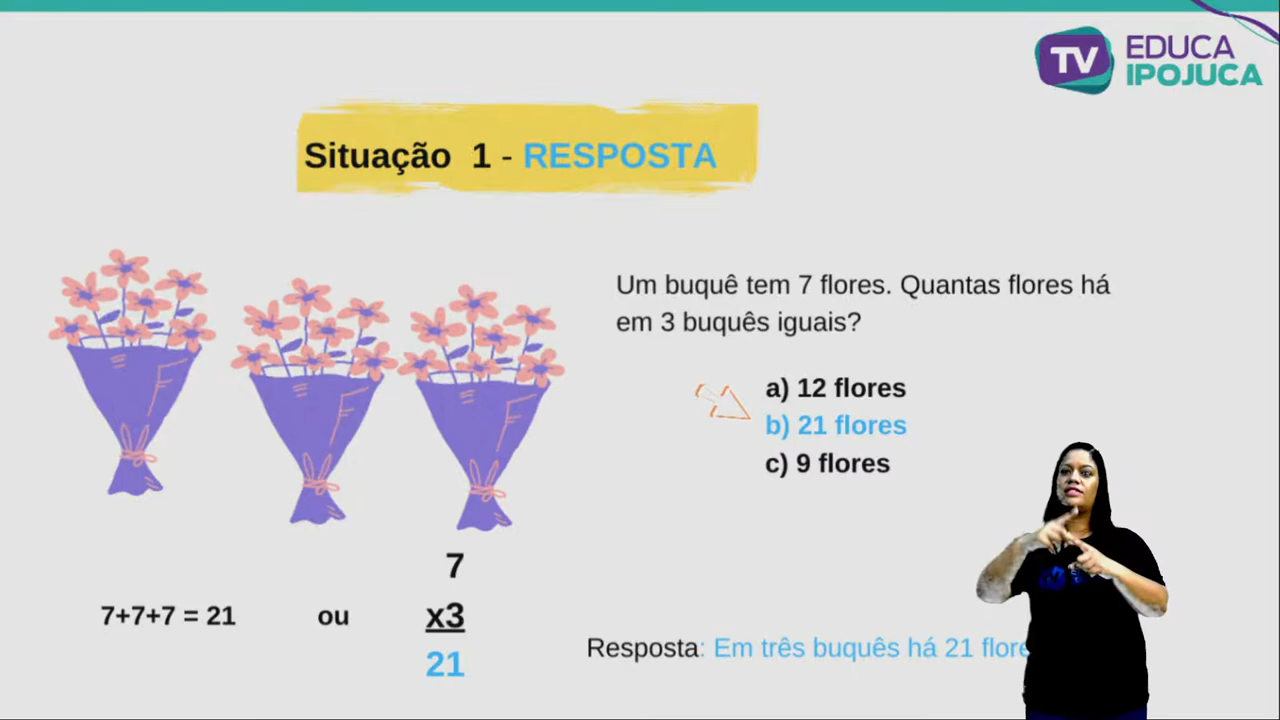 TV EDUCA
IPOJUCA
Situação 1 - RESPOSTA
Um buquê tem 7 flores. Quantas flores há
em 3 buquês iguais?
a) 12 flores
b) 21 flores
c) 9 flores
7
7+7+7 = 21 ou x3
21
Resposta: Em três buquês há 21 flore